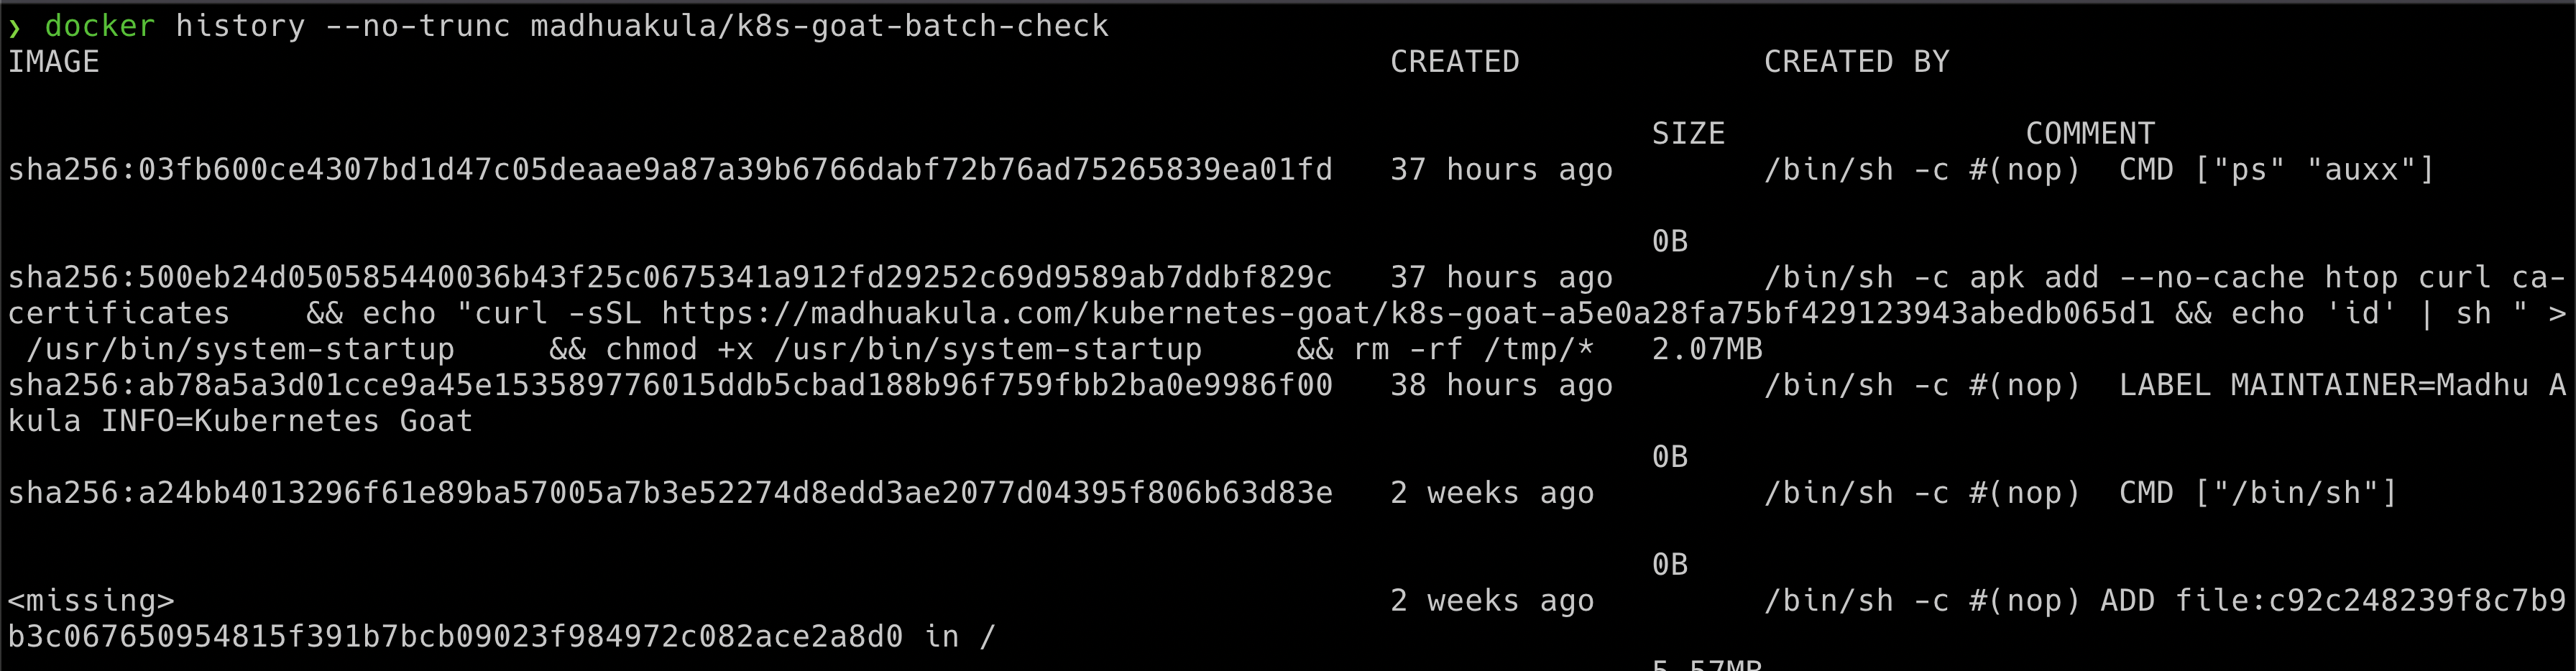 ❯ docker history --no-trunc madhuakula/k8s-goat-batch-check
IMAGE CREATED CREATED BY
SIZE COMMENT
sha256:03fb600ce4307bd1d47c05deaae9a87a39b6766dabf72b76ad75265839ea01fd 37 hours ago /bin/sh -c #(nop)  CMD ["ps" "auxx"]
0B
sha256:500eb24d050585440036b43f25c0675341a912fd29252c69d9589ab7ddbf829c 37 hours ago /bin/sh -c apk add --no-cache htop curl ca-
certificates && echo "curl -sSL https://madhuakula.com/kubernetes-goat/k8s-goat-a5e0a28fa75bf429123943abedb065d1 && echo 'id' | sh " >
/usr/bin/system-startup && chmod +x /usr/bin/system-startup && rm -rf /tmp/* 2.07MB
sha256:ab78a5a3d01cce9a45e153589776015ddb5cbad188b96f759fbb2ba0e9986f00 38 hours ago /bin/sh -c #(nop)  LABEL MAINTAINER=Madhu A
kula INFO=Kubernetes Goat
0B
sha256:a24bb4013296f61e89ba57005a7b3e52274d8edd3ae2077d04395f806b63d83e 2 weeks ago /bin/sh -c #(nop)  CMD ["/bin/sh"]
0B
<missing> 2 weeks ago /bin/sh -c #(nop) ADD file:c92c248239f8c7b9
b3c067650954815f391b7bcb09023f984972c082ace2a8d0 in /
5.57MB